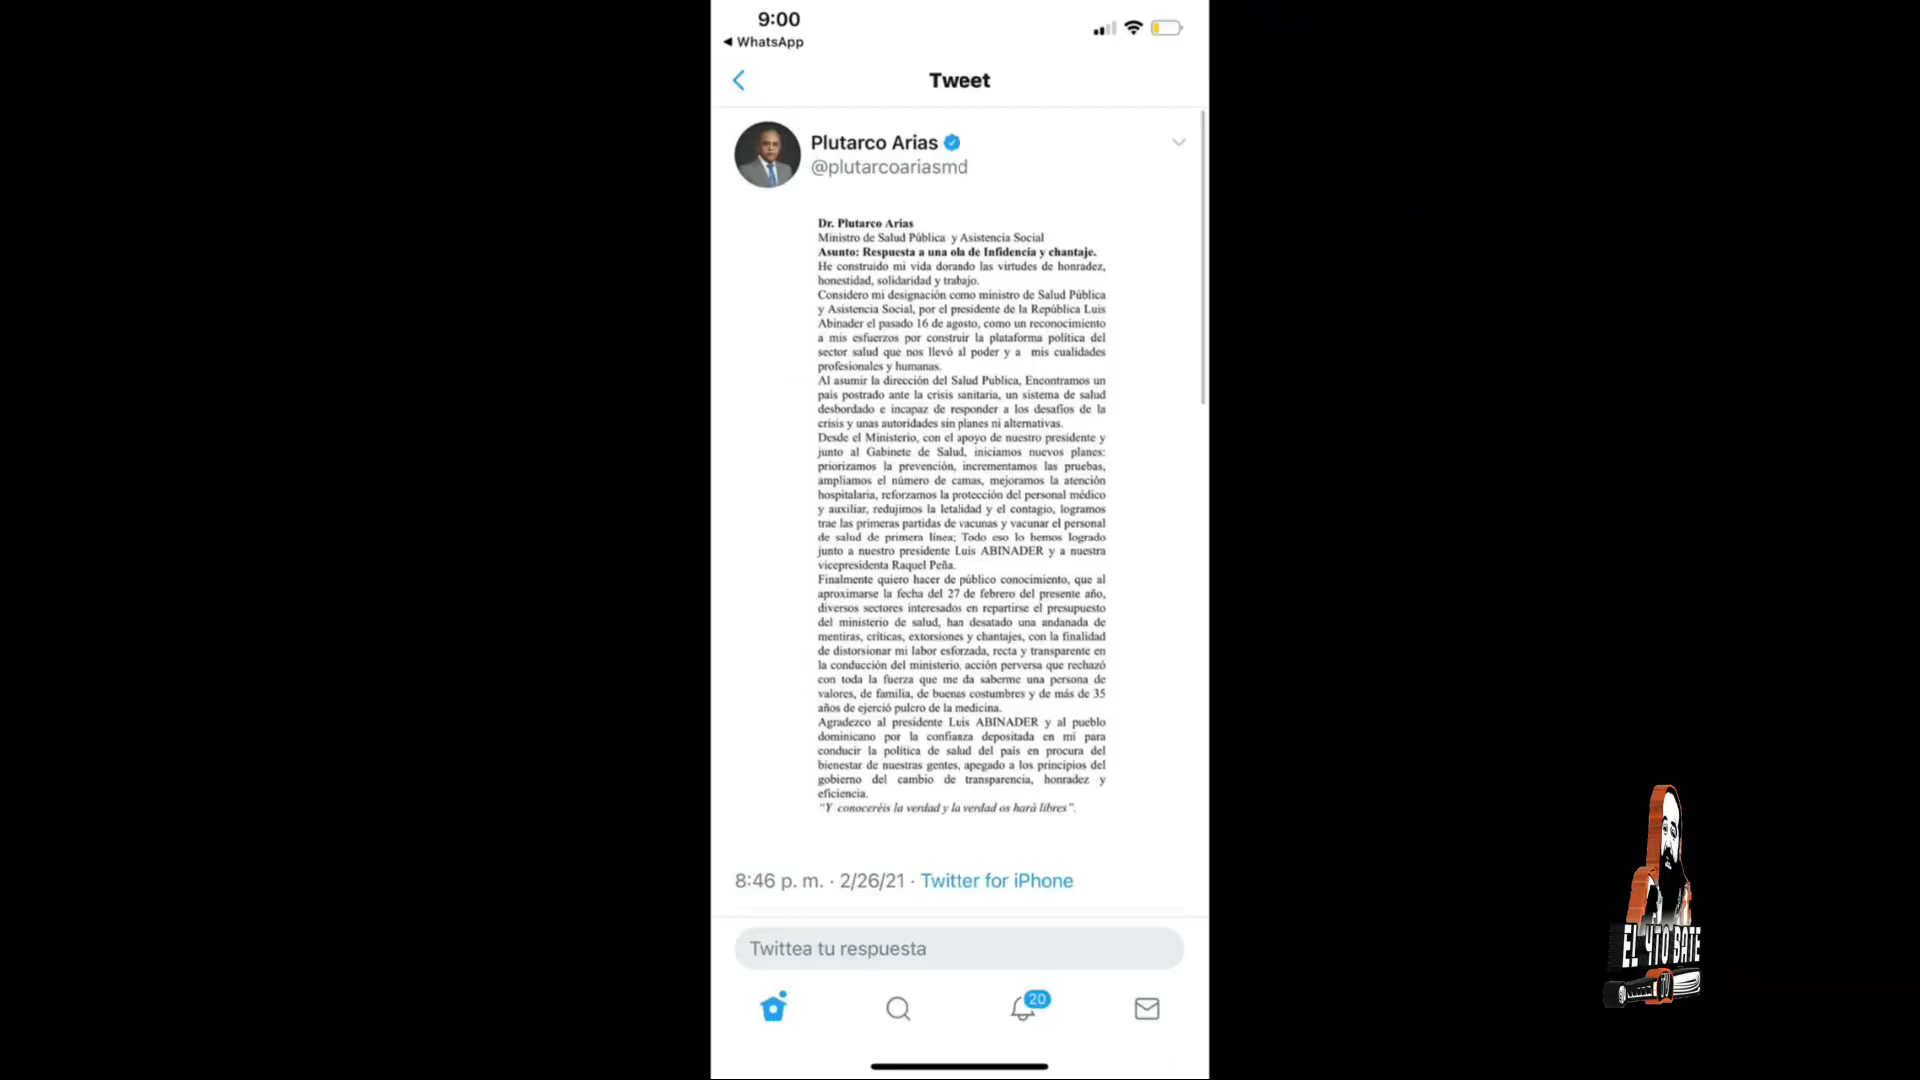 9:00
WhatsApp
Tweet
Plutarco Arias
@plutarcoariasmd
Dr. Plutarco Arias
Ministro de Salud Pública y Asistencia Social
Asunto: Respuesta a una ola de Infidencia y chantaje.
He construido mi vida dorando las virtudes de honradez,
honestidad, solidaridad y trabajo.
Considero mi designación como ministro de Salud Pública
y Asistencia Social, por el presidente de la República Luis
Abinader el pasado 16 de agosto, como un reconocimiento
a mis esfuerzos por construir la plataforma política del
sector salud que nos llevó al poder y a mis cualidades
profesionales y humanas.
Al asumir la dirección del Salud Publica, Encontramos un
país postrado ante la crisis sanitaria, un sistema de salud
desbordado e incapaz de responder a los desafíos de la
crisis y unas autoridades sin planes ni alternativas.
Desde el Ministerio, con el apoyo de nuestro presidente y
junto al Gabinete de Salud, iniciamos nuevos planes:
priorizamos la prevención, incrementamos las pruebas,
ampliamos el número de camas, mejoramos la atención
hospitalaria, reforzamos la protección del personal médico
y auxiliar, redujimos la letalidad y el contagio, logramos
trae las primeras partidas de vacunas y vacunar el personal
de salud de primera línea; Todo eso lo hemos logrado
junto a nuestro presidente Luis ABINADER y a nuestra
vicepresidenta Raquel Peña.
Finalmente quiero hacer de público conocimiento, que al
aproximarse la fecha del 27 de febrero del presente año,
diversos sectores interesados en repartirse el presupuesto
del ministerio de salud, han desatado una andanada de
mentiras, críticas, extorsiones y chantajes, con la finalidad
de distorsionar mi labor esforzada, recta y transparente en
la conducción del ministerio, acción perversa que rechazó
con toda la fuerza que me da saberme una persona de
valores, de familia, de buenas costumbres y de más de 35
años de ejerció pulcro de la medicina.
Agradezco al presidente Luis ABINADER y al pueblo
dominicano por la confianza depositada en mí para
conducir la política de salud del país en procura del
bienestar de nuestras gentes, apegado a los principios del
gobierno del cambio de transparencia, honradez y
eficiencia.
"Y conoceréis la verdad y la verdad os hará libres".
8:46 p. m. · 2/26/21 · Twitter for iPhone
Twittea tu respuesta
20
EL 4TO BATE